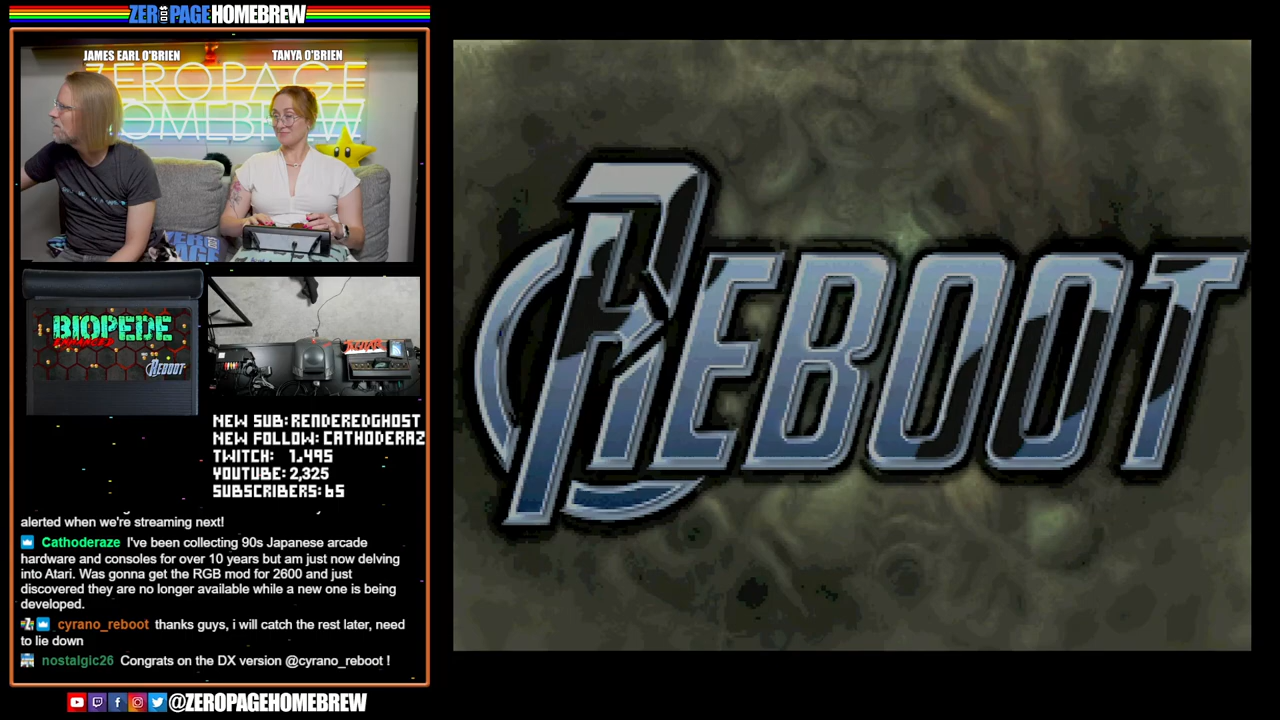 ZEROPAGE HOMEBREW
JAMES EARL O'BRIEN
TANYA O'BRIEN
ZEROPAGE
HOMEBREW
BIOPEDE
ENHANCED
REBOOT
JAGUAR
NEW SUB: RENDEREDGHOST
NEW FOLLOW: CATHODERAZ
TWITCH: 1,495
YOUTUBE: 2,325
SUBSCRIBERS: 65
alerted when we're streaming next!
Cathoderaze I've been collecting 90s Japanese arcade
hardware and consoles for over 10 years but am just now delving
into Atari. Was gonna get the RGB mod for 2600 and just
discovered they are no longer available while a new one is being
developed.
cyrano_reboot thanks guys, i will catch the rest later, need
to lie down
nostalgic26 Congrats on the DX version @cyrano_reboot !
@ZEROPAGEHOMEBREW
REBOOT